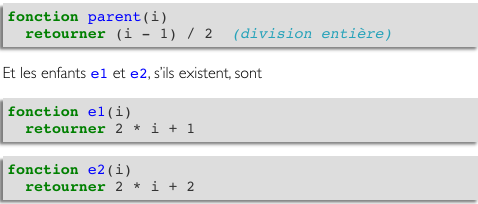 fonction parent(i)
retourner (i - 1) / 2 (division entière)
Et les enfants e1 et e2, s'ils existent, sont
fonction e1(i)
retourner 2 * i + 1
fonction e2(i)
retourner 2 * i + 2